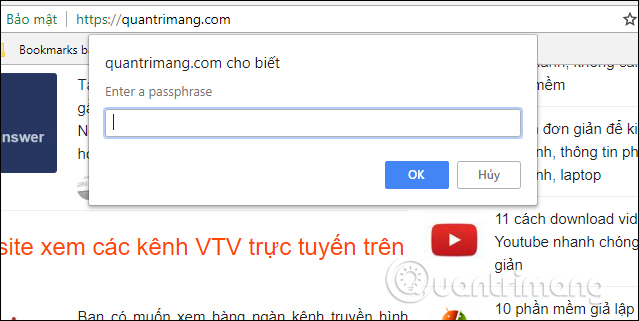 Bảo mật | https://quantrimang.com
Bookmarks b
quantrimang.com cho biết
Enter a passphrase
OK
Hủy
nswer
mềm
đơn giản để ki
nh, thông tin ph
nh, laptop
site xem các kênh VTV trực tuyến trên
11 cách download vid
Youtube nhanh chóng
giản
Bạn có muốn xem hàng ngàn kênh truyền hình
10 phần mềm giả lập
Quantrimang